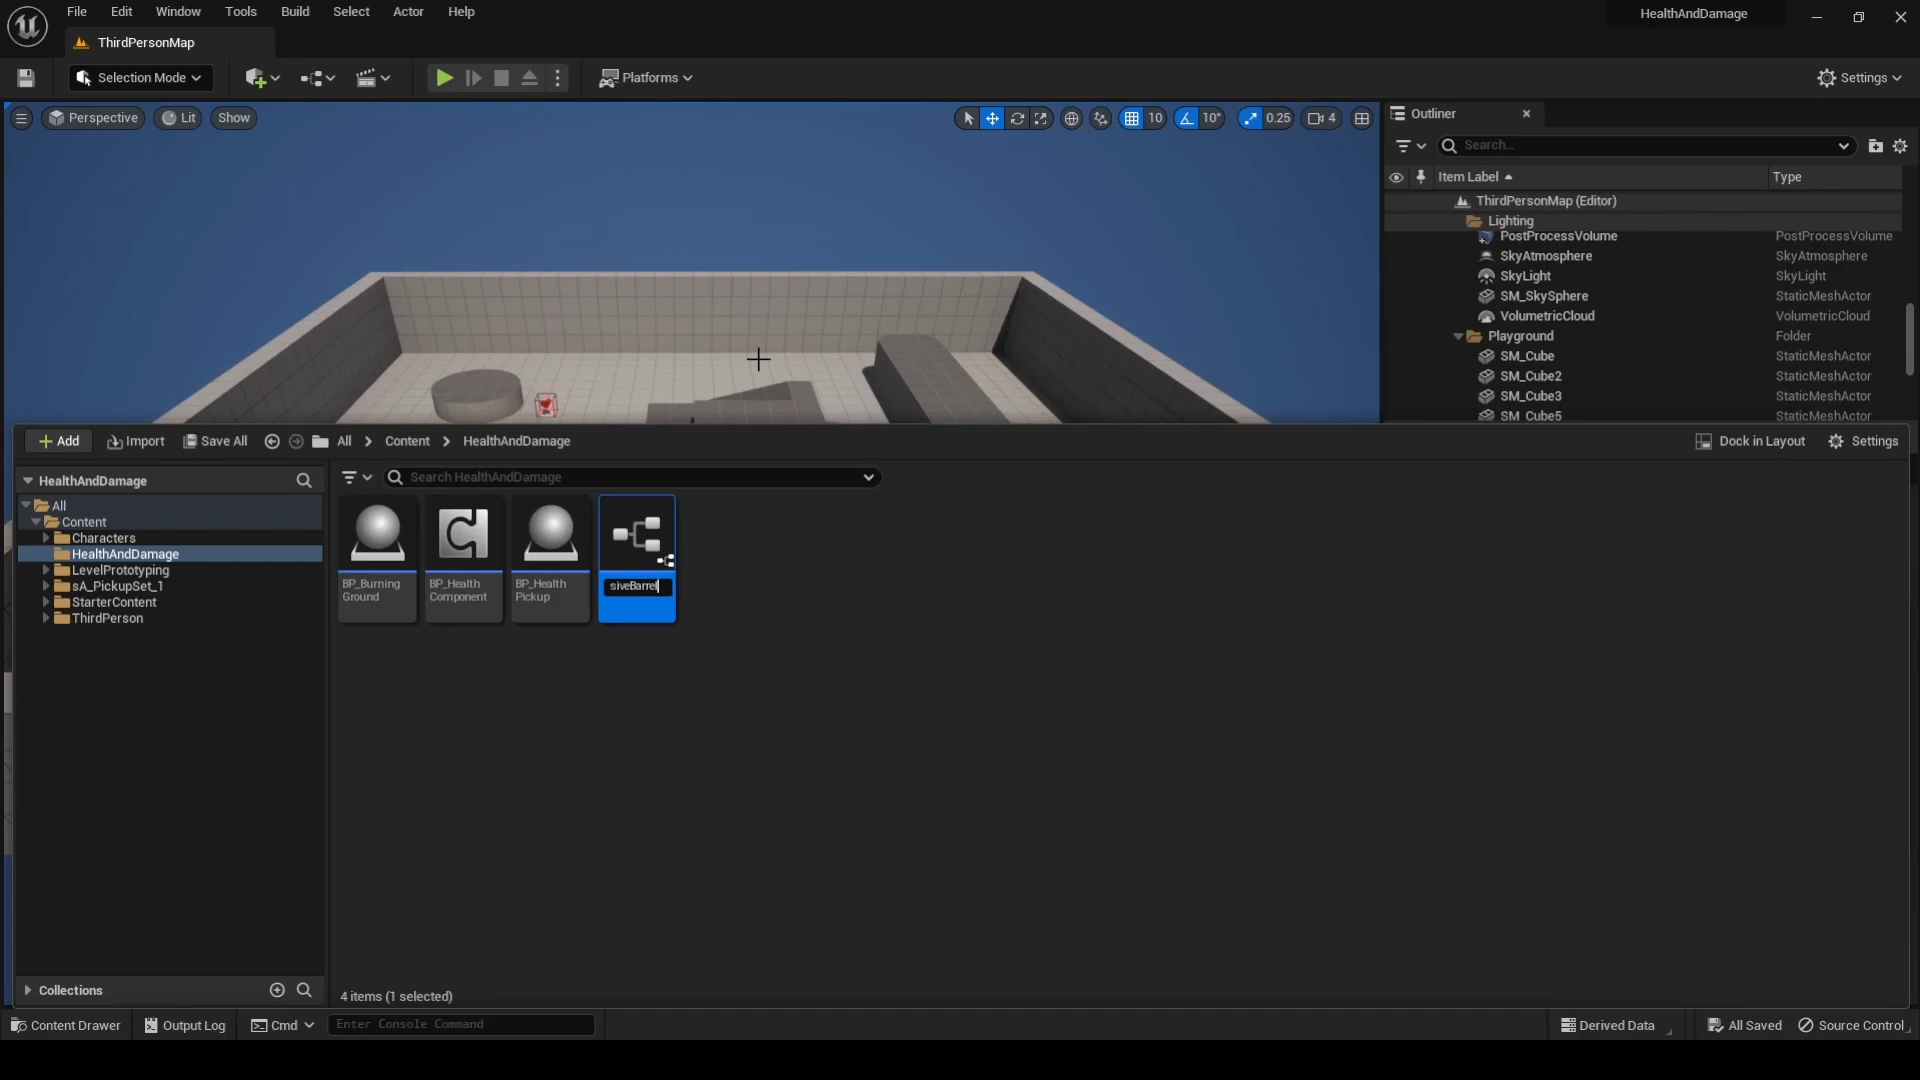 File Edit Window Tools Build Select Actor Help
HealthAndDamage
ThirdPersonMap
Selection Mode
Platforms
Settings
Perspective Lit Show
10 10° 0.25 4
Outliner
Search...
Item Label Type
ThirdPersonMap (Editor)
Lighting
PostProcessVolume PostProcessVolume
SkyAtmosphere SkyAtmosphere
SkyLight SkyLight
SM_SkySphere StaticMeshActor
VolumetricCloud VolumetricCloud
Playground Folder
SM_Cube StaticMeshActor
SM_Cube2 StaticMeshActor
SM_Cube3 StaticMeshActor
SM_Cube5 StaticMeshActor
Add Import Save All All Content HealthAndDamage
Dock in Layout Settings
HealthAndDamage
Search HealthAndDamage
All
Content
Characters
HealthAndDamage
LevelPrototyping
sA_PickupSet_1
StarterContent
ThirdPerson
BP_Burning
Ground
BP_Health
Component
BP_Health
Pickup
siveBarrel
Collections
4 items (1 selected)
Content Drawer Output Log Cmd Enter Console Command
Derived Data All Saved Source Control